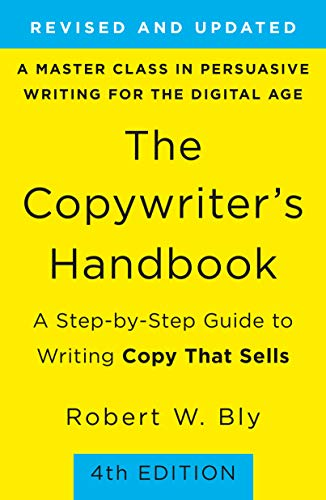 REVISED AND UPDATED
A MASTER CLASS IN PERSUASIVE
WRITING FOR THE DIGITAL AGE
The
Copywriter's
Handbook
A Step-by-Step Guide to
Writing Copy That Sells
Robert W. Bly
4th EDITION